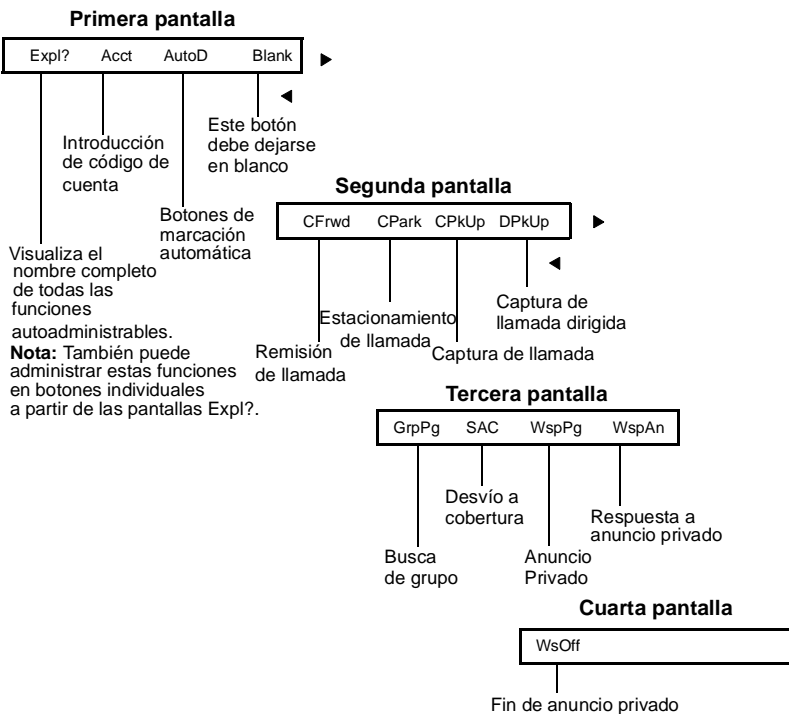 Primera pantalla
Expl? Acct AutoD Blank
Introducción
de código de
cuenta
Este botón
debe dejarse
en blanco
Botones de
marcación
automática
Visualiza el
nombre completo
de todas las
funciones
autoadministrables.
Nota: También puede
administrar estas funciones
en botones individuales
a partir de las pantallas Expl?.
Segunda pantalla
CFrwd CPark CPkUp DPkUp
Remisión
de llamada
Estacionamiento
de llamada
Captura de llamada
Captura de
llamada dirigida
Tercera pantalla
GrpPg SAC WspPg WspAn
Busca
de grupo
Desvío a
cobertura
Anuncio
Privado
Respuesta a
anuncio privado
Cuarta pantalla
WsOff
Fin de anuncio privado